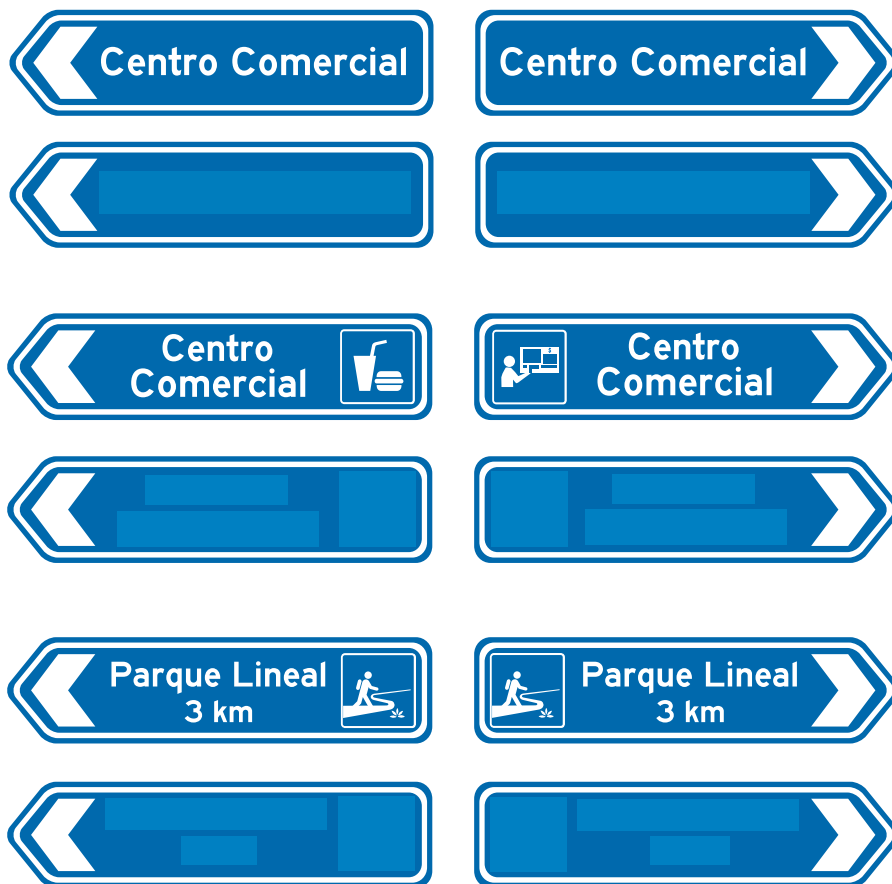 Centro Comercial
Centro Comercial
Centro
Comercial
Centro
Comercial
Parque Lineal
3 km
Parque Lineal
3 km